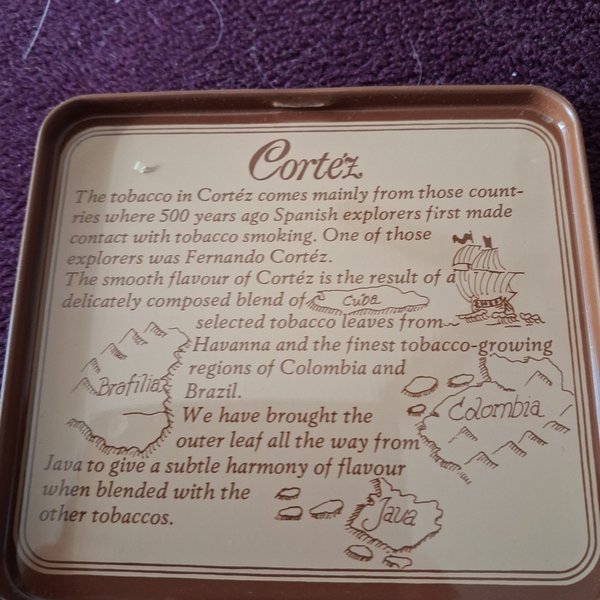 Cortéz
The tobacco in Cortéz comes mainly from those count-
ries where 500 years ago Spanish explorers first made
contact with tobacco smoking. One of those
explorers was Fernando Cortéz.
The smooth flavour of Cortéz is the result of a
delicately composed blend of
Cuba
selected tobacco leaves from
Havanna and the finest tobacco-growing
regions of Colombia and
Brazil.
Brafilia
Colombia
We have brought the
outer leaf all the way from
Java to give a subtle harmony of flavour
when blended with the
other tobaccos.
Java